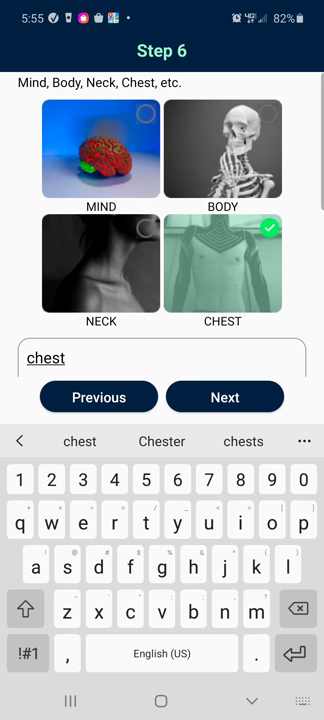 5:55 82%
Step 6
Mind, Body, Neck, Chest, etc.
MIND BODY
NECK CHEST
chest
Previous Next
chest Chester chests
1 2 3 4 5 6 7 8 9 0
q w e r t y u i o p
a s d f g h j k l
z x c v b n m
!#1 , English (US) .